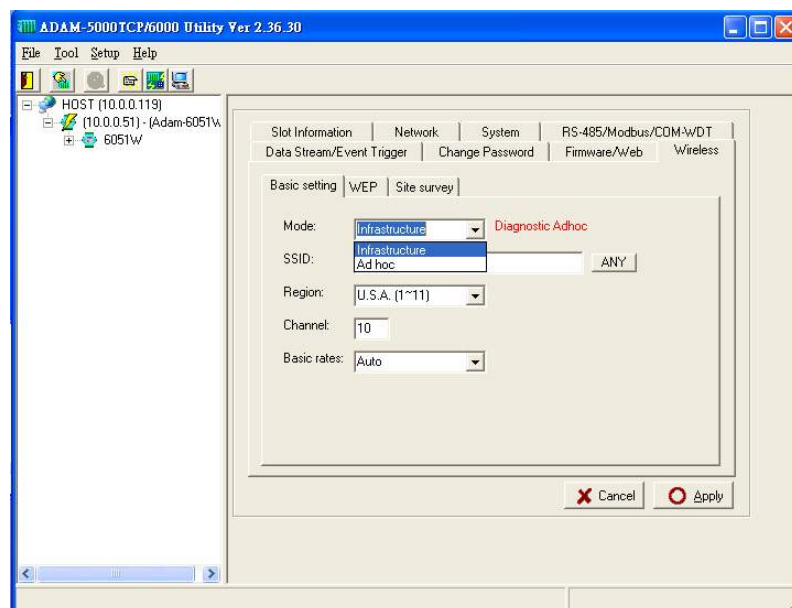 ADAM-5000TCP/6000 Utility Ver 2.36.30
File Tool Setup Help
HOST (10.0.0.119)
(10.0.0.51) - (Adam-6051W
6051W
Slot Information Network System RS-485/Modbus/COM-WDT
Data Stream/Event Trigger Change Password Firmware/Web Wireless
Basic setting WEP Site survey
Mode: Infrastructure Diagnostic Adhoc
Infrastructure
Ad hoc
SSID: ANY
Region: U.S.A. (1~11)
Channel: 10
Basic rates: Auto
Cancel Apply